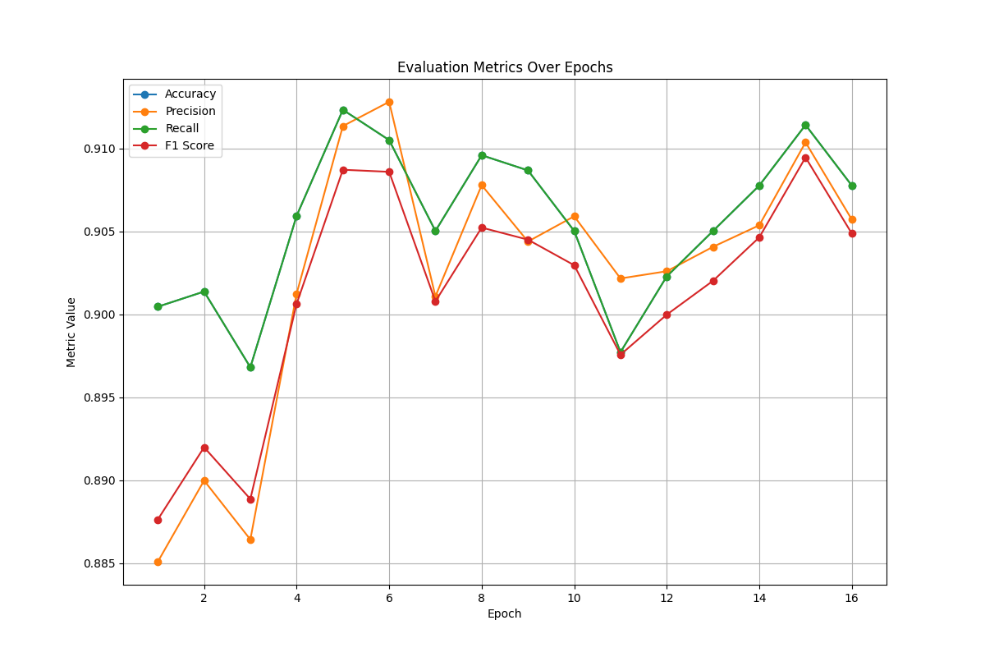 Evaluation Metrics Over Epochs
Accuracy
Precision
Recall
F1 Score
0.910
0.905
0.900
0.895
0.890
0.885
Metric Value
2 4 6 8 10 12 14 16
Epoch